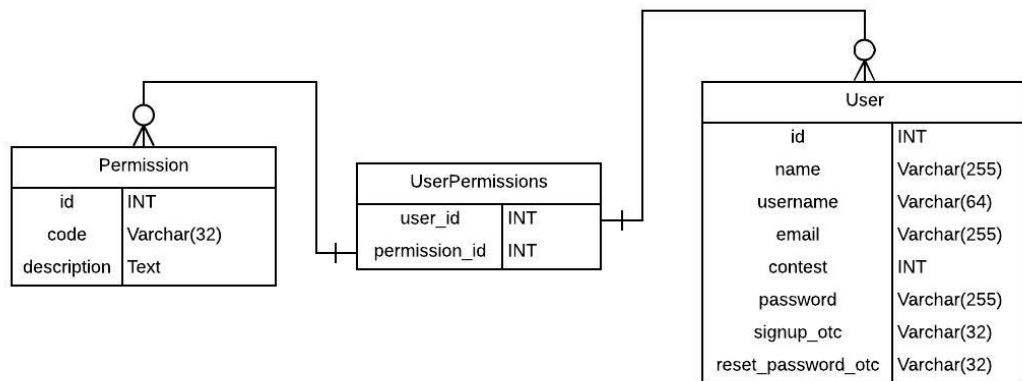 Permission
id INT
code Varchar(32)
description Text
UserPermissions
user_id INT
permission_id INT
User
id INT
name Varchar(255)
username Varchar(64)
email Varchar(255)
contest INT
password Varchar(255)
signup_otc Varchar(32)
reset_password_otc Varchar(32)